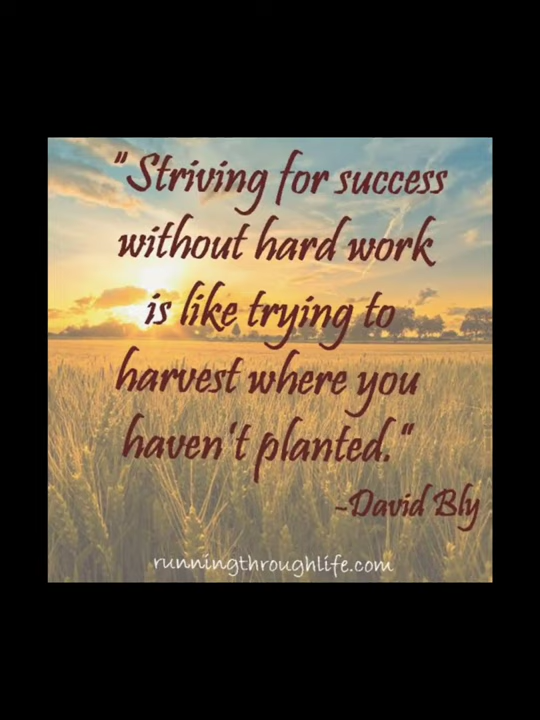 "Striving for success
without hard work
is like trying to
harvest where you
haven't planted."
~David Bly
runningthroughlife.com